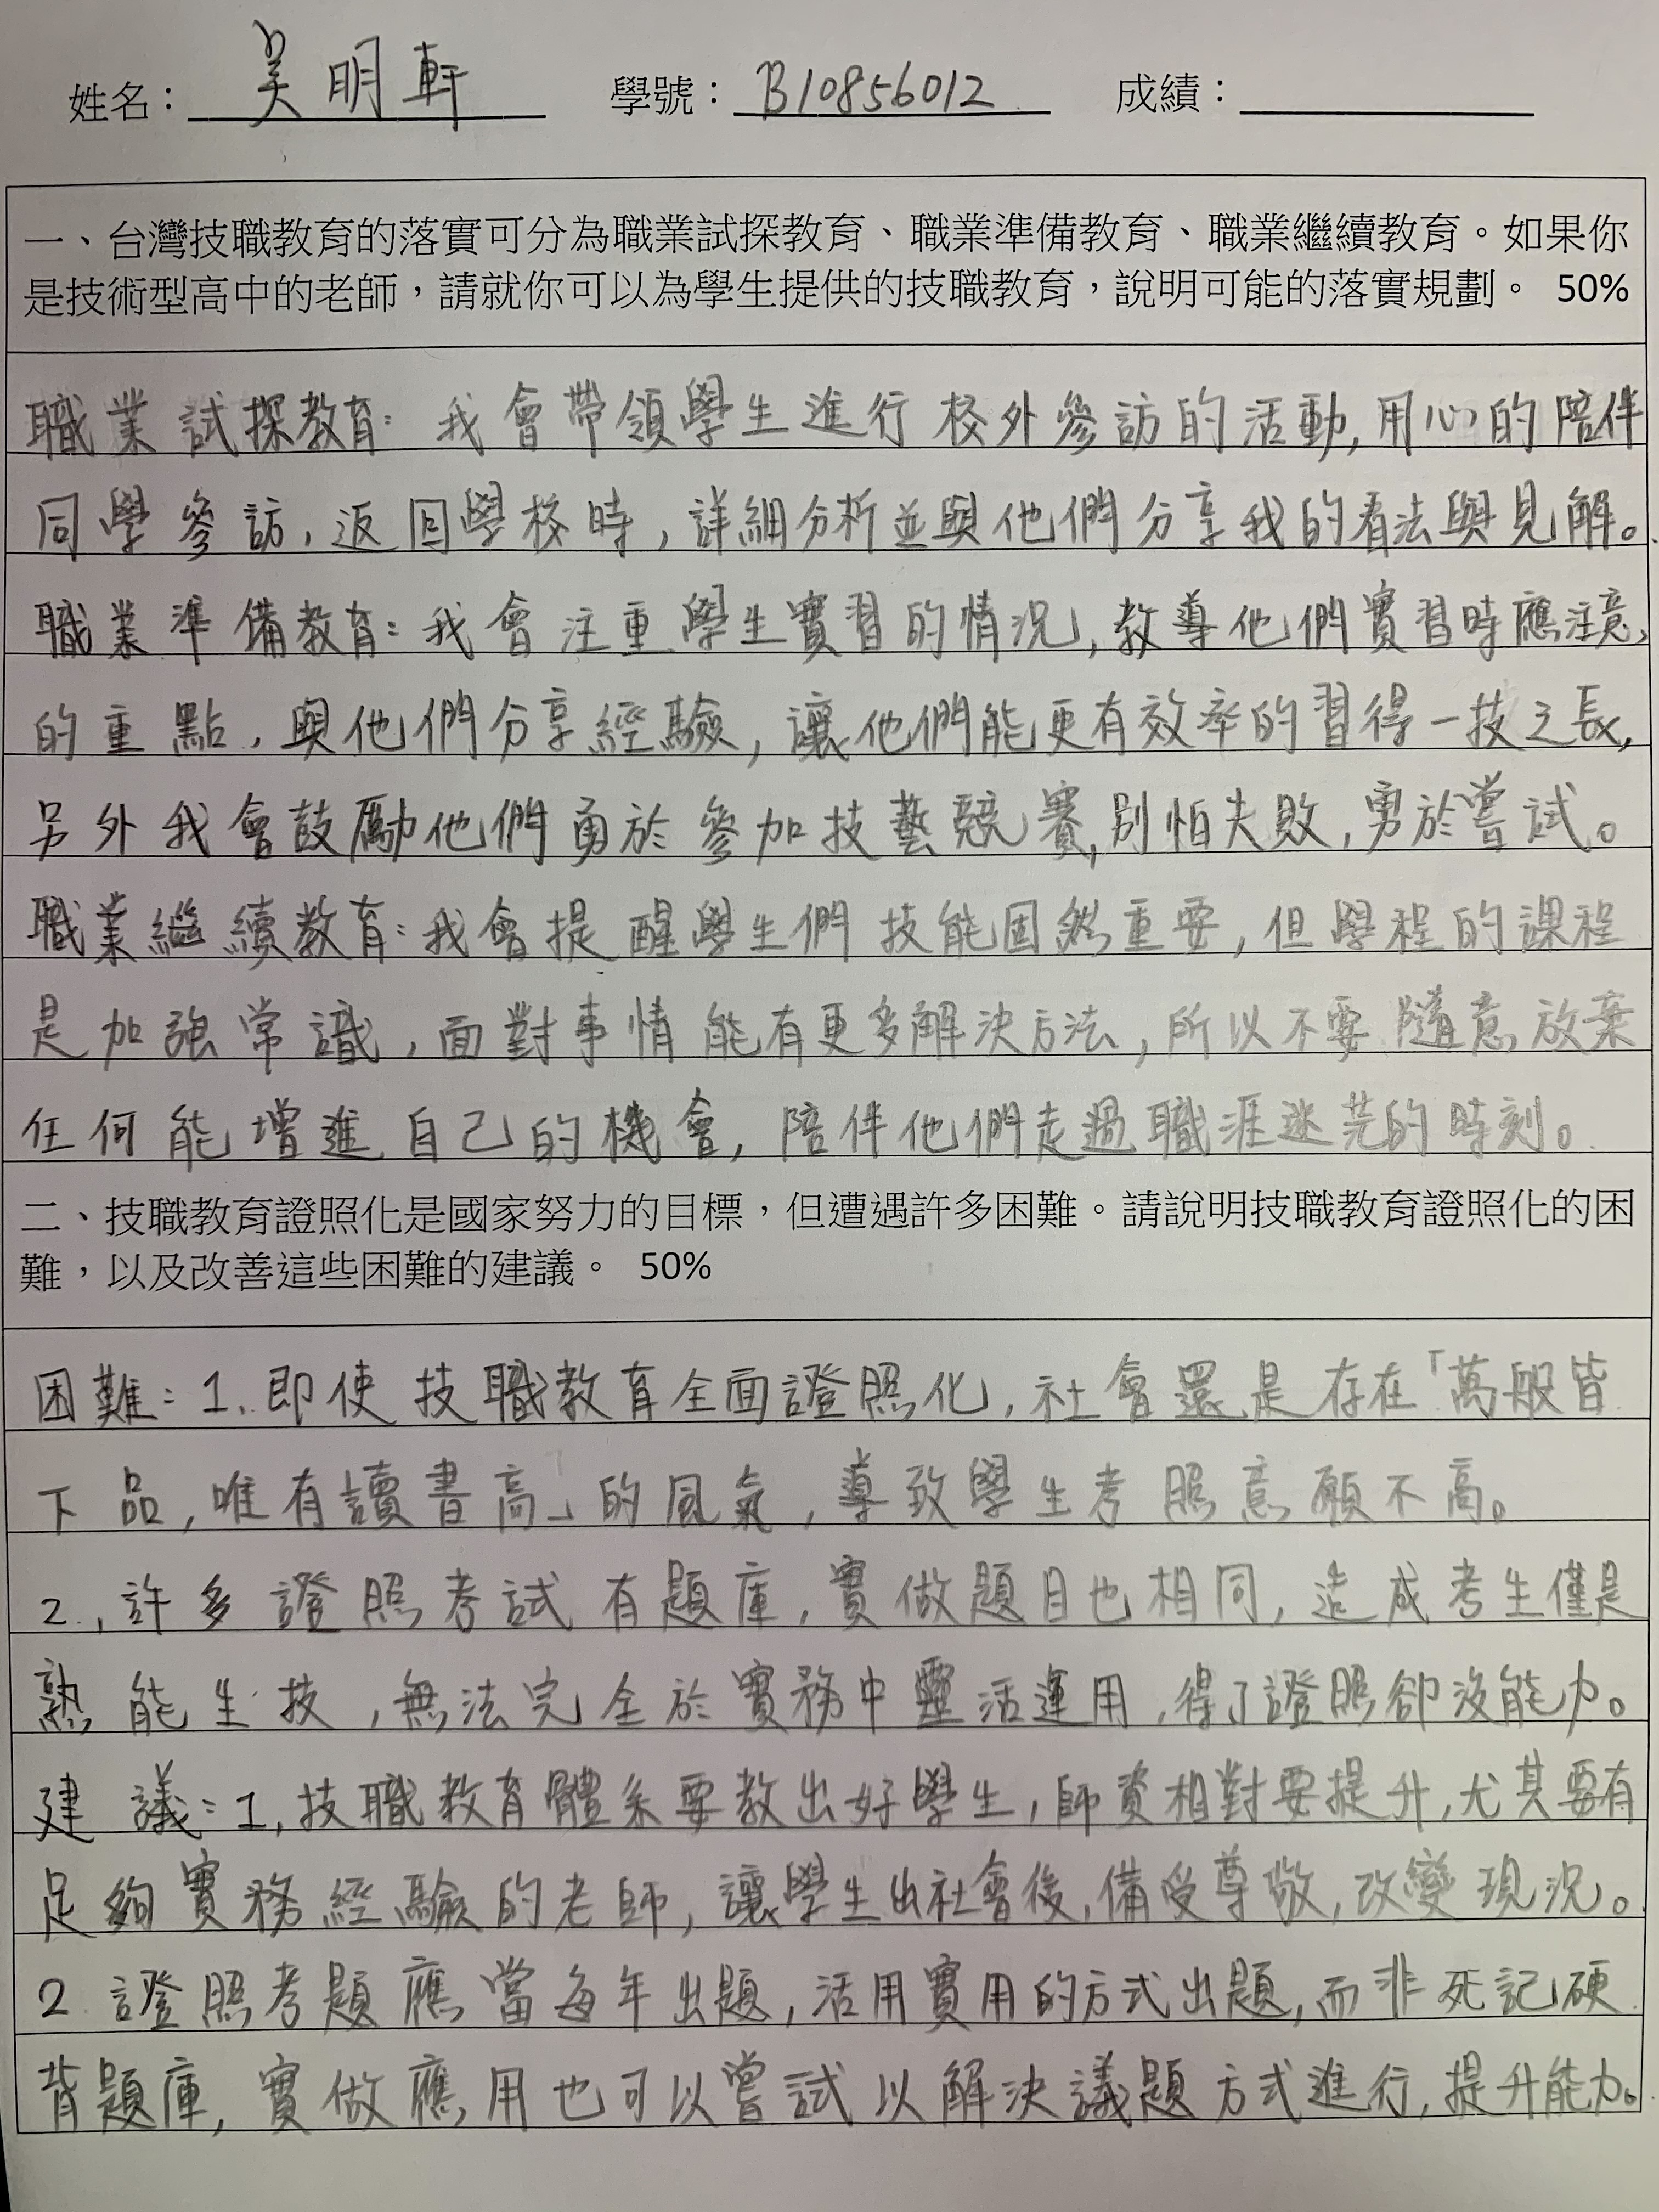 姓名：吳明軒 學號：B10856012 成績：
一、台灣技職教育的落實可分為職業試探教育、職業準備教育、職業繼續教育。如果你
是技術型高中的老師，請就你可以為學生提供的技職教育，說明可能的落實規劃。 50%
職業試探教育：我會帶領學生進行校外參訪的活動,用心的陪伴
同學參訪,返回學校時,詳細分析並與他們分享我的看法與見解。
職業準備教育：我會注重學生實習的情況,教導他們實習時應注意
的重點,與他們分享經驗,讓他們能更有效率的習得一技之長,
另外我會鼓勵他們勇於參加技藝競賽,別怕失敗,勇於嘗試。
職業繼續教育：我會提醒學生們技能固然重要,但學程的課程
是加強常識,面對事情能有更多解決方法,所以不要隨意放棄
任何能增進自己的機會,陪伴他們走過職涯迷茫的時刻。
二、技職教育證照化是國家努力的目標，但遭遇許多困難。請說明技職教育證照化的困
難，以及改善這些困難的建議。 50%
困難：1.即使技職教育全面證照化,社會還是存在「萬般皆
下品,唯有讀書高」的風氣,導致學生考照意願不高。
2.,許多證照考試有題庫,實做題目也相同,造成考生僅是
熟能生技,無法完全於實務中靈活運用,得了證照卻沒能力。
建議：1,技職教育體系要教出好學生,師資相對要提升,尤其要有
足夠實務經驗的老師,讓學生出社會後,備受尊敬,改變現況。
2.證照考題應當每年出題,活用實用的方式出題,而非死記硬
背題庫,實做應用也可以嘗試以解決議題方式進行,提升能力。